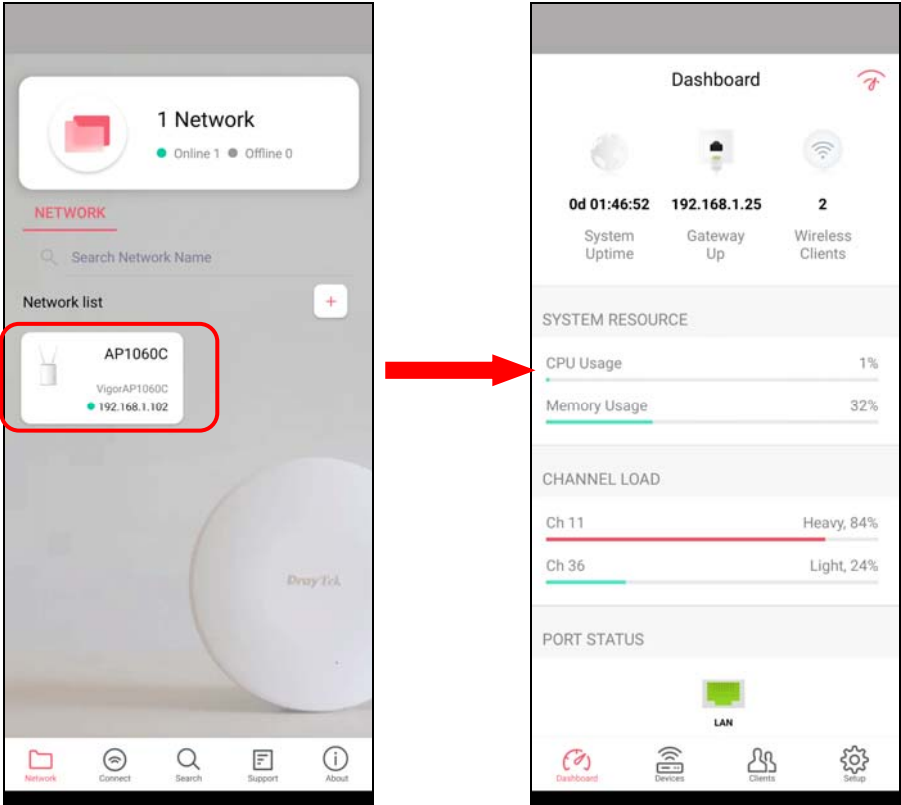 1 Network
Online 1 Offline 0
NETWORK
Search Network Name
Network list
+
AP1060C
VigorAP1060C
192.168.1.102
DrayTek
Network Connect Search Support About
Dashboard
0d 01:46:52 192.168.1.25 2
System Gateway Wireless
Uptime Up Clients
SYSTEM RESOURCE
CPU Usage 1%
Memory Usage 32%
CHANNEL LOAD
Ch 11 Heavy, 84%
Ch 36 Light, 24%
PORT STATUS
LAN
Dashboard Devices Clients Setup